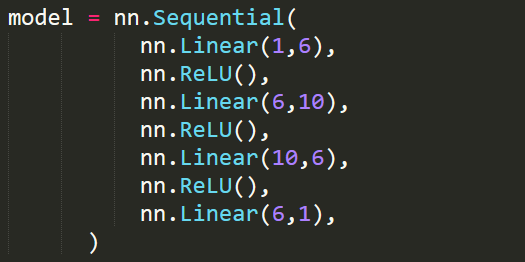 model = nn.Sequential(
nn.Linear(1,6),
nn.ReLU(),
nn.Linear(6,10),
nn.ReLU(),
nn.Linear(10,6),
nn.ReLU(),
nn.Linear(6,1),
)